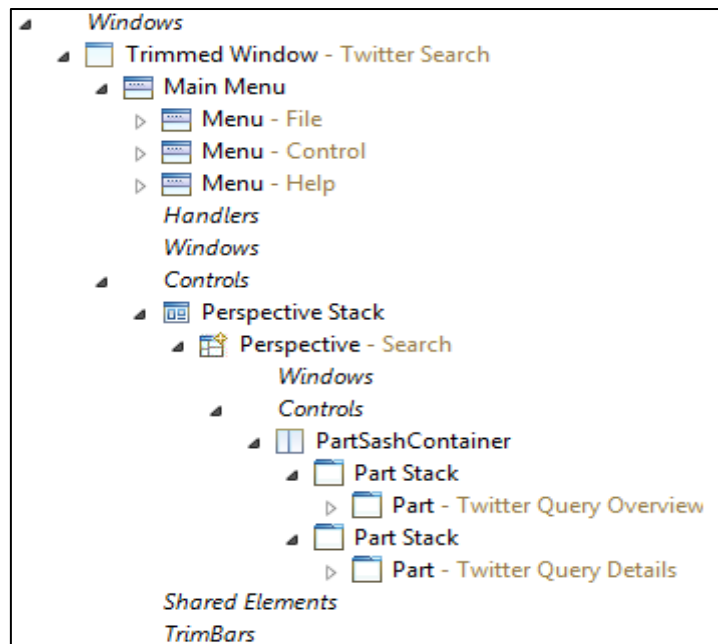 Windows
Trimmed Window - Twitter Search
Main Menu
Menu - File
Menu - Control
Menu - Help
Handlers
Windows
Controls
Perspective Stack
Perspective - Search
Windows
Controls
PartSashContainer
Part Stack
Part - Twitter Query Overview
Part Stack
Part - Twitter Query Details
Shared Elements
TrimBars